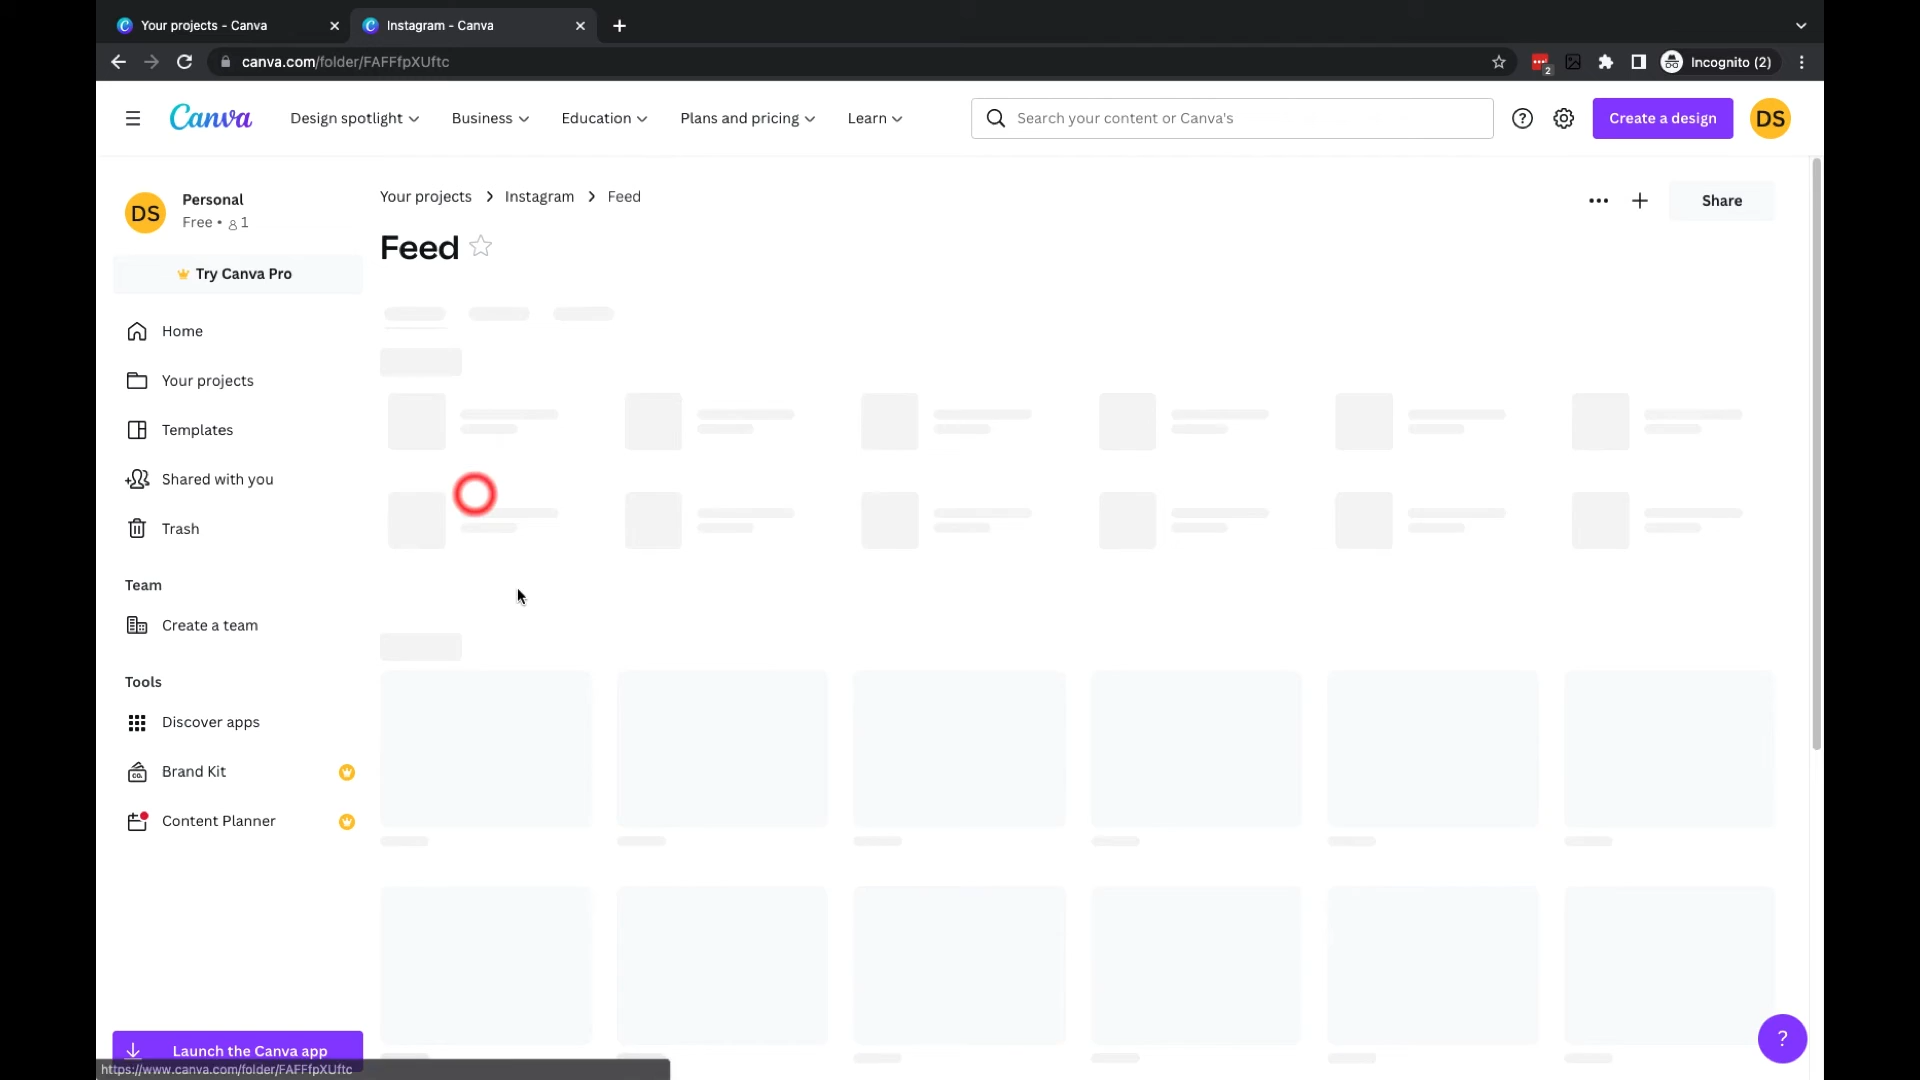 Your projects - Canva
Instagram - Canva
canva.com/folder/FAFFfpXUftc
2
Incognito (2)
Canva
Design spotlight
Business
Education
Plans and pricing
Learn
Search your content or Canva's
?
Create a design
DS
DS
Personal
Free • 1
Try Canva Pro
Home
Your projects
Templates
Shared with you
Trash
Team
Create a team
Tools
Discover apps
Brand Kit
Content Planner
Launch the Canva app
https://www.canva.com/folder/FAFFfpXUftc
Your projects > Instagram > Feed
Share
Feed
?